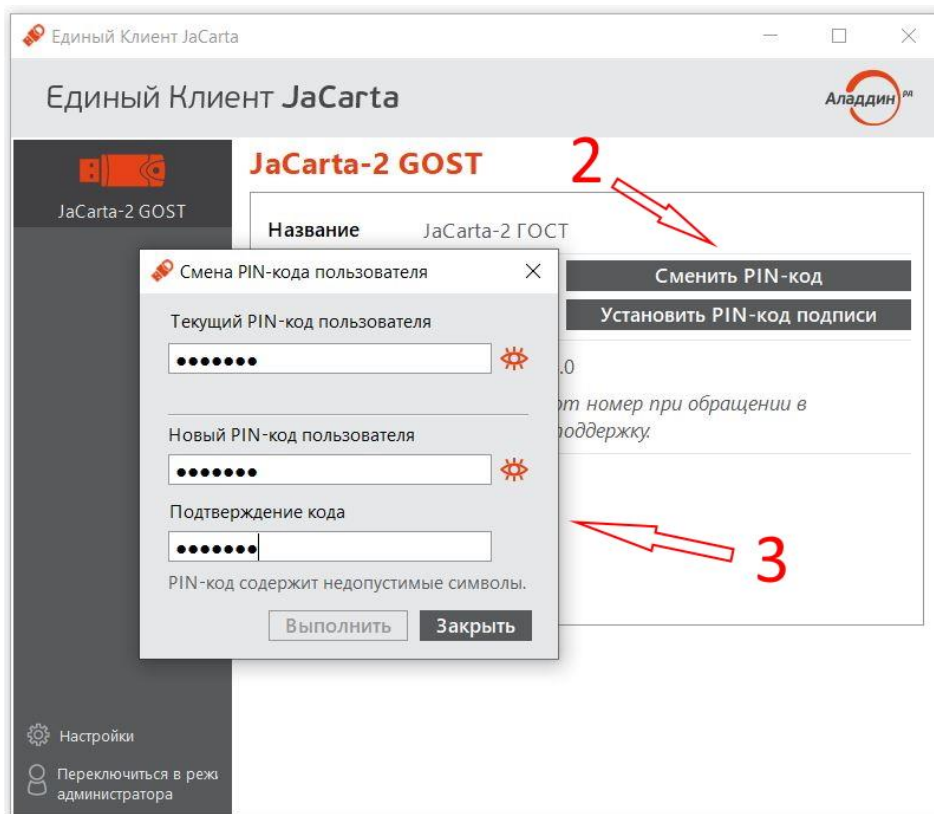 Единый Клиент JaCarta
Единый Клиент JaCarta
Аладдин РД
JaCarta-2 GOST
JaCarta-2 GOST
2
Название JaCarta-2 ГОСТ
Смена PIN-кода пользователя
Сменить PIN-код
Установить PIN-код подписи
Текущий PIN-код пользователя
●●●●●●●
.0
номер при обращении в
поддержку.
Новый PIN-код пользователя
●●●●●●●
Подтверждение кода
●●●●●●●
3
PIN-код содержит недопустимые символы.
Выполнить Закрыть
Настройки
Переключиться в режи
администратора